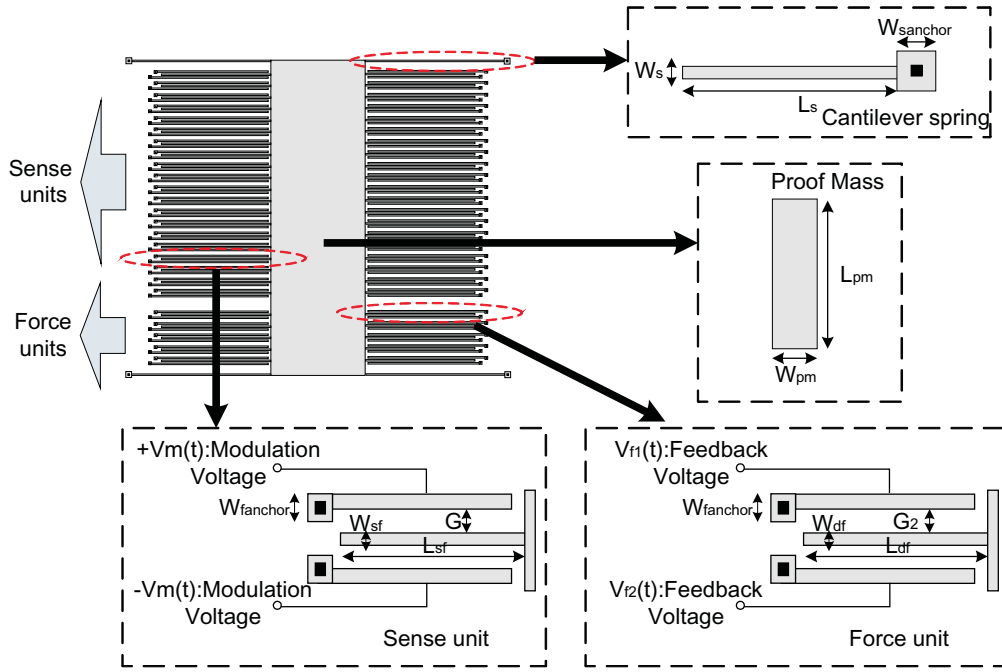 Wsanchor
Ws
Ls
Cantilever spring
Sense
units
Proof Mass
Lpm
Wpm
Force
units
+Vm(t):Modulation
Voltage
Wfanchor
Wsf
G
Lsf
-Vm(t):Modulation
Voltage
Sense unit
Vf1(t):Feedback
Voltage
Wfanchor
Wdf
G2
Ldf
Vf2(t):Feedback
Voltage
Force unit